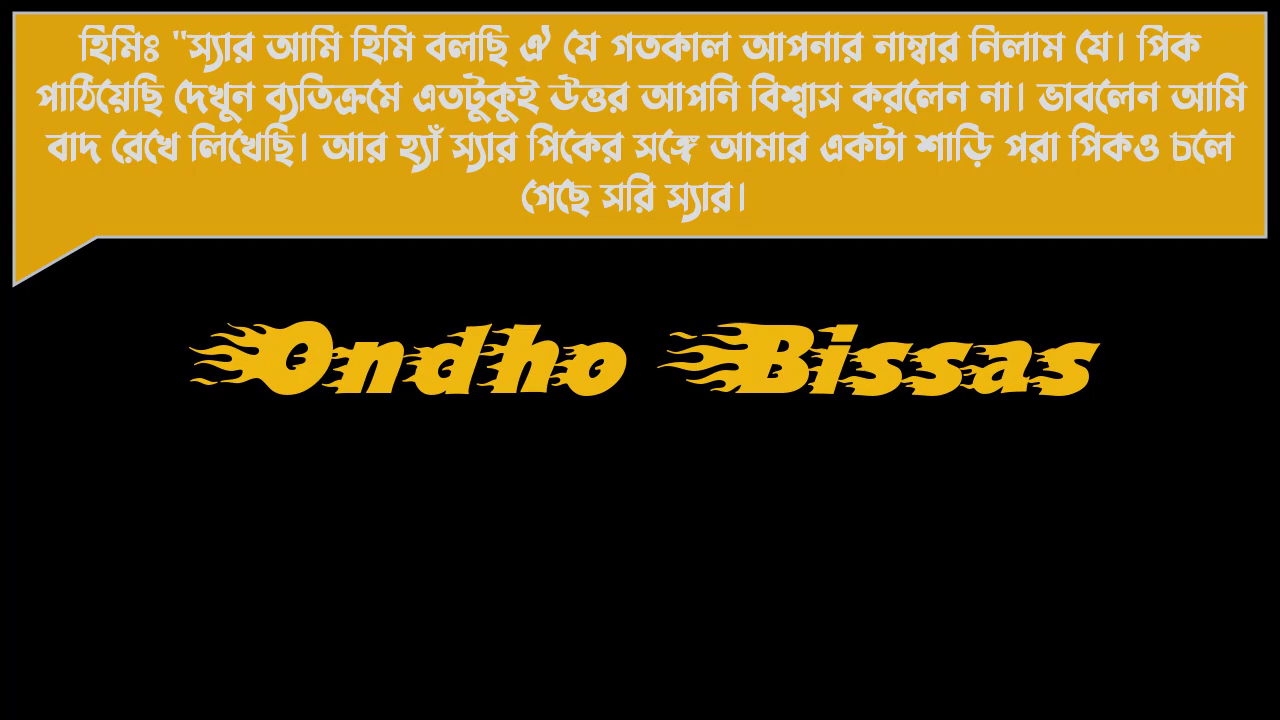 হিমিঃ "স্যার আমি হিমি বলছি ঐ যে গতকাল আপনার নাম্বার নিলাম যে। পিক
পাঠিয়েছি দেখুন ব্যতিক্রমে এতটুকুই উত্তর আপনি বিশ্বাস করলেন না। ভাবলেন আমি
বাদ রেখে লিখেছি। আর হ্যাঁ স্যার পিকের সঙ্গে আমার একটা শাড়ি পরা পিকও চলে
গেছে সরি স্যার।
Ondho Bissas